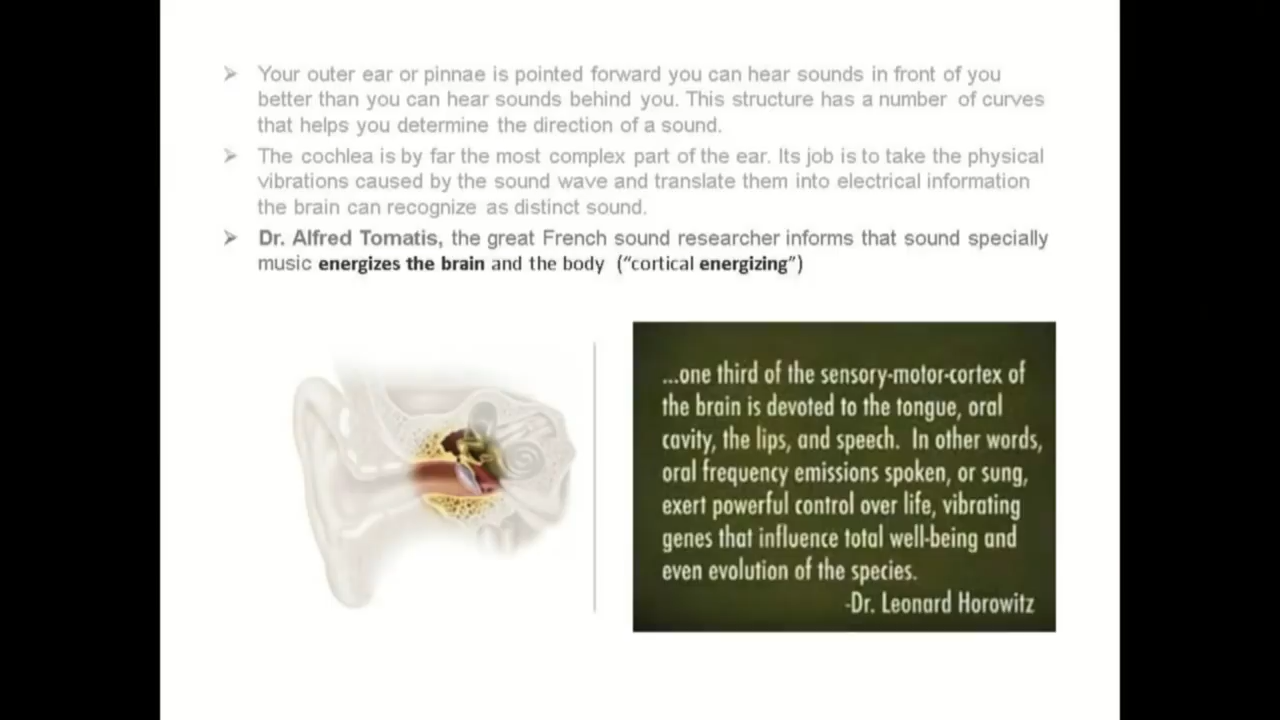 Your outer ear or pinnae is pointed forward you can hear sounds in front of you
better than you can hear sounds behind you. This structure has a number of curves
that helps you determine the direction of a sound.
The cochlea is by far the most complex part of the ear. Its job is to take the physical
vibrations caused by the sound wave and translate them into electrical information
the brain can recognize as distinct sound.
Dr. Alfred Tomatis, the great French sound researcher informs that sound specially
music energizes the brain and the body ("cortical energizing")
...one third of the sensory-motor-cortex of
the brain is devoted to the tongue, oral
cavity, the lips, and speech. In other words,
oral frequency emissions spoken, or sung,
exert powerful control over life, vibrating
genes that influence total well-being and
even evolution of the species.
-Dr. Leonard Horowitz